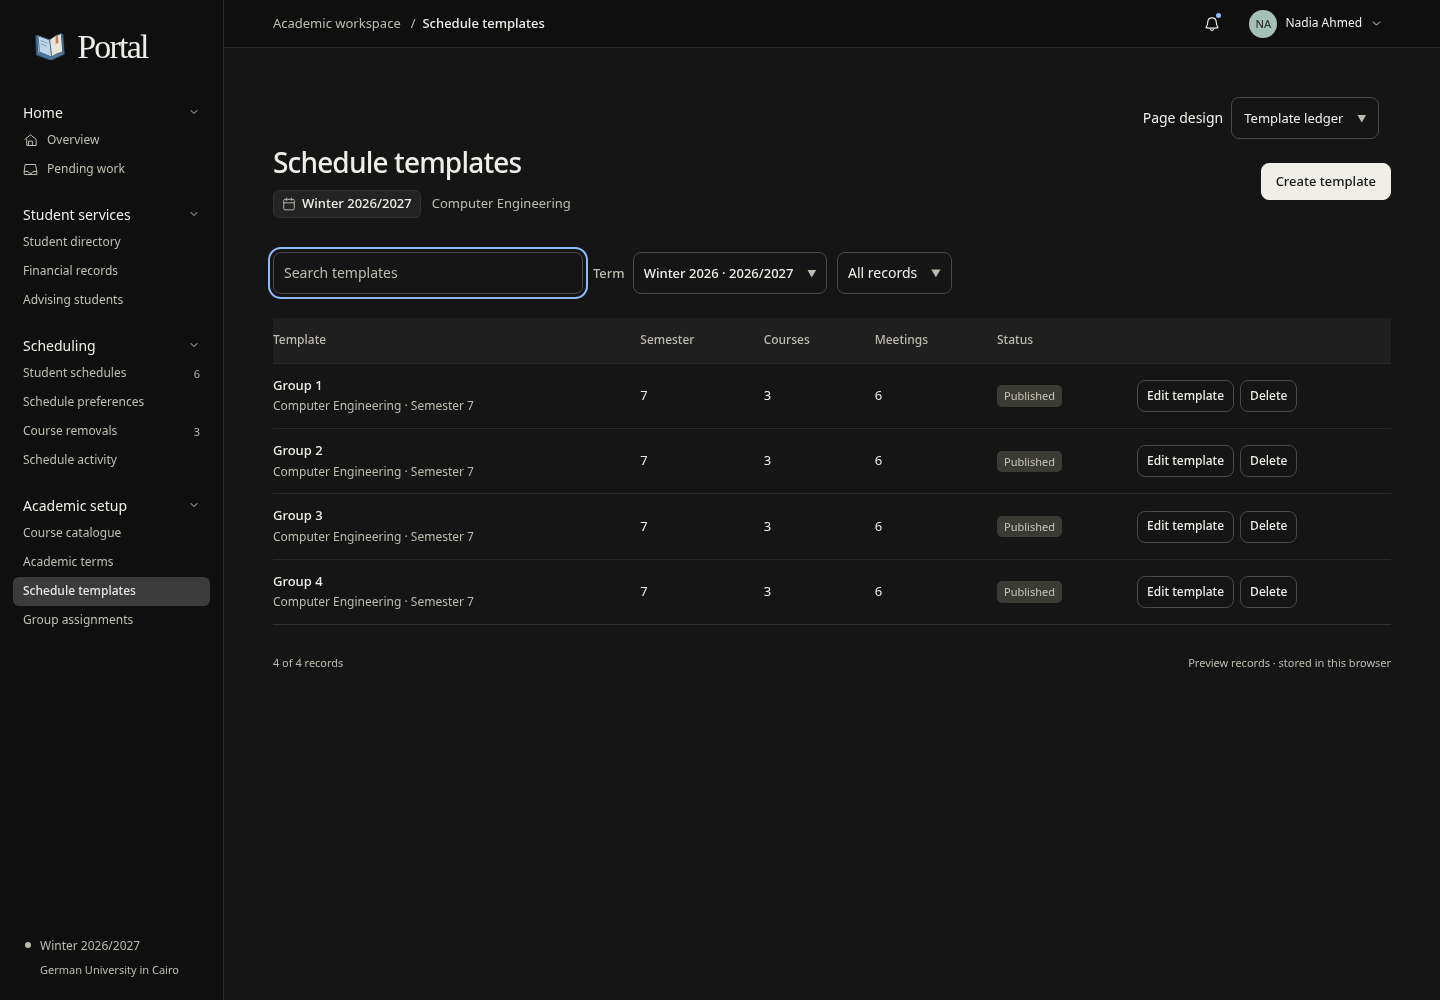 Portal
Home
Overview
Pending work
Student services
Student directory
Financial records
Advising students
Scheduling
Student schedules 6
Schedule preferences
Course removals 3
Schedule activity
Academic setup
Course catalogue
Academic terms
Schedule templates
Group assignments
Winter 2026/2027
German University in Cairo
Academic workspace / Schedule templates
NA Nadia Ahmed
Page design Template ledger
Schedule templates
Create template
Winter 2026/2027 Computer Engineering
Search templates Term Winter 2026 · 2026/2027 All records
Template Semester Courses Meetings Status
Group 1
Computer Engineering · Semester 7
7 3 6 Published Edit template Delete
Group 2
Computer Engineering · Semester 7
7 3 6 Published Edit template Delete
Group 3
Computer Engineering · Semester 7
7 3 6 Published Edit template Delete
Group 4
Computer Engineering · Semester 7
7 3 6 Published Edit template Delete
4 of 4 records Preview records · stored in this browser